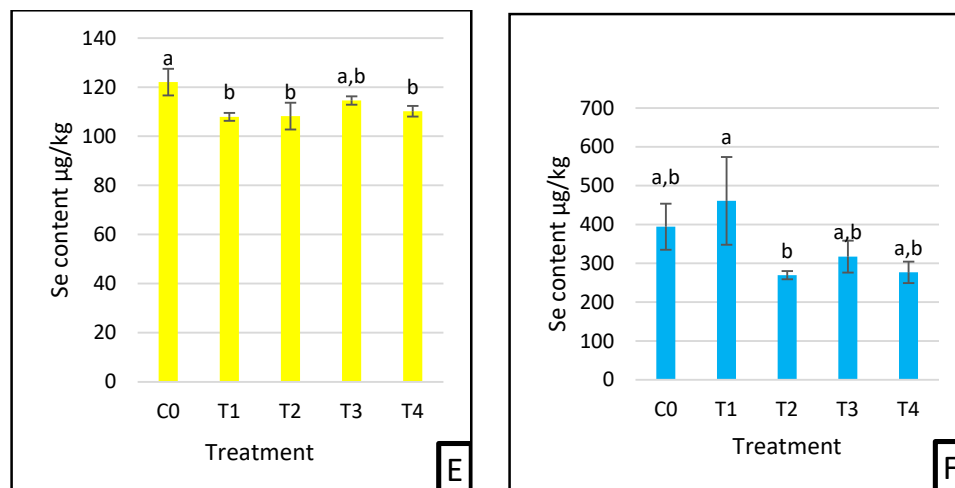 140
120
100
80
60
40
20
0
Se content µg/kg
a
b
b
a,b
b
C0 T1 T2 T3 T4
Treatment
E
700
600
500
400
300
200
100
0
Se content µg/kg
a,b
a
b
a,b
a,b
C0 T1 T2 T3 T4
Treatment
F